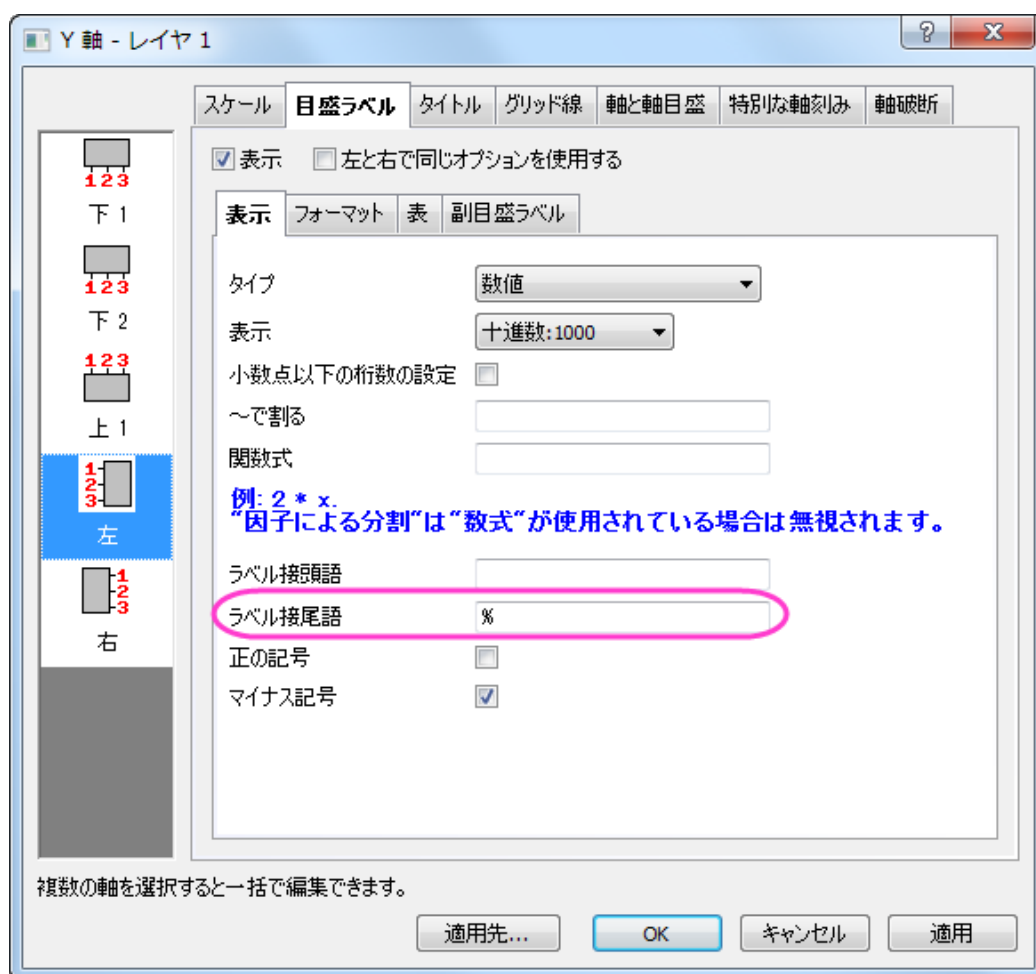 Y 軸 - レイヤ 1
スケール 目盛ラベル タイトル グリッド線 軸と軸目盛 特別な軸刻み 軸破断
123
下 1
123
下 2
123
上 1
1
2
3
左
1
2
3
右
表示 左と右で同じオプションを使用する
表示 フォーマット 表 副目盛ラベル
タイプ 数値
表示 十進数:1000
小数点以下の桁数の設定
～で割る
関数式
例: 2 * x.
"因子による分割"は"数式"が使用されている場合は無視されます。
ラベル接頭語
ラベル接尾語 %
正の記号
マイナス記号
複数の軸を選択すると一括で編集できます。
適用先... OK キャンセル 適用